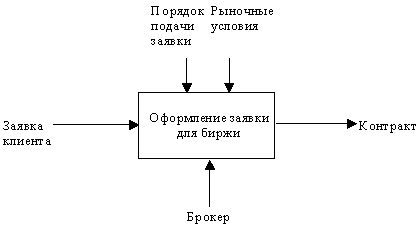 Порядок
подачи
заявки
Рыночные
условия
Заявка
клиента
Оформление заявки
для биржи
Контракт
Брокер